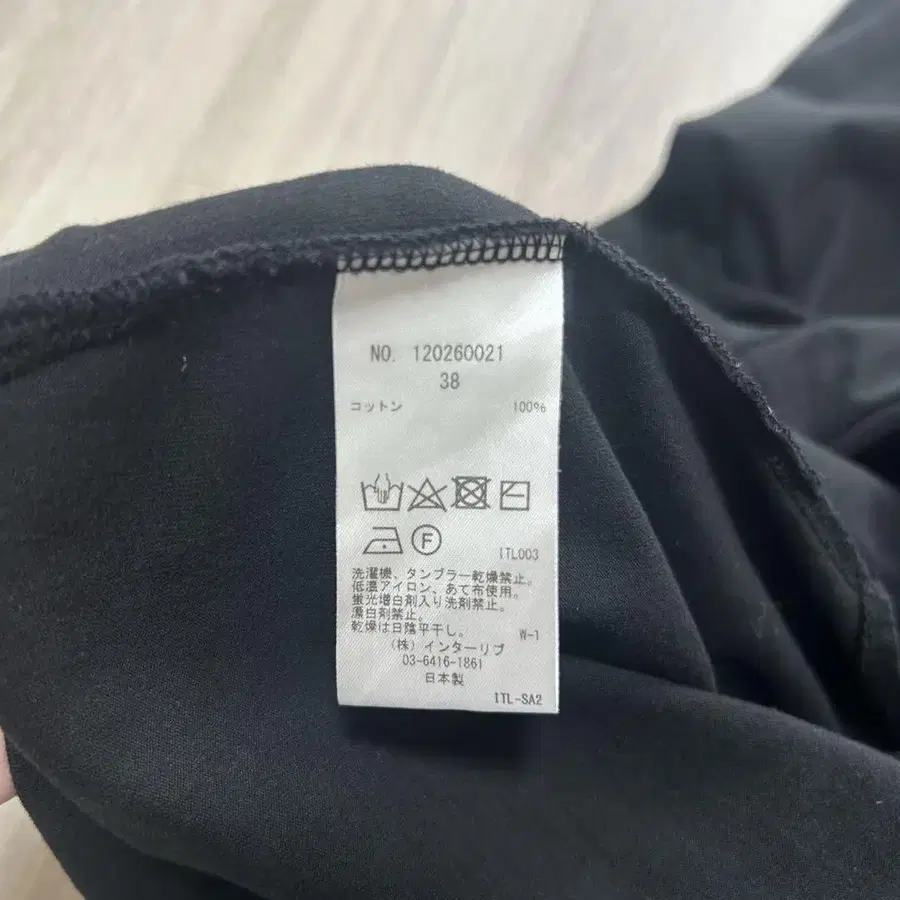 NO. 120260021
38
コットン 100%
F
ITL003
洗濯機、タンブラー乾燥禁止。
低温アイロン、あて布使用。
蛍光増白剤入り洗剤禁止。
漂白剤禁止。
乾燥は日陰平干し。 W-1
(株)インターリブ
03-6416-1861
日本製
ITL-SA2